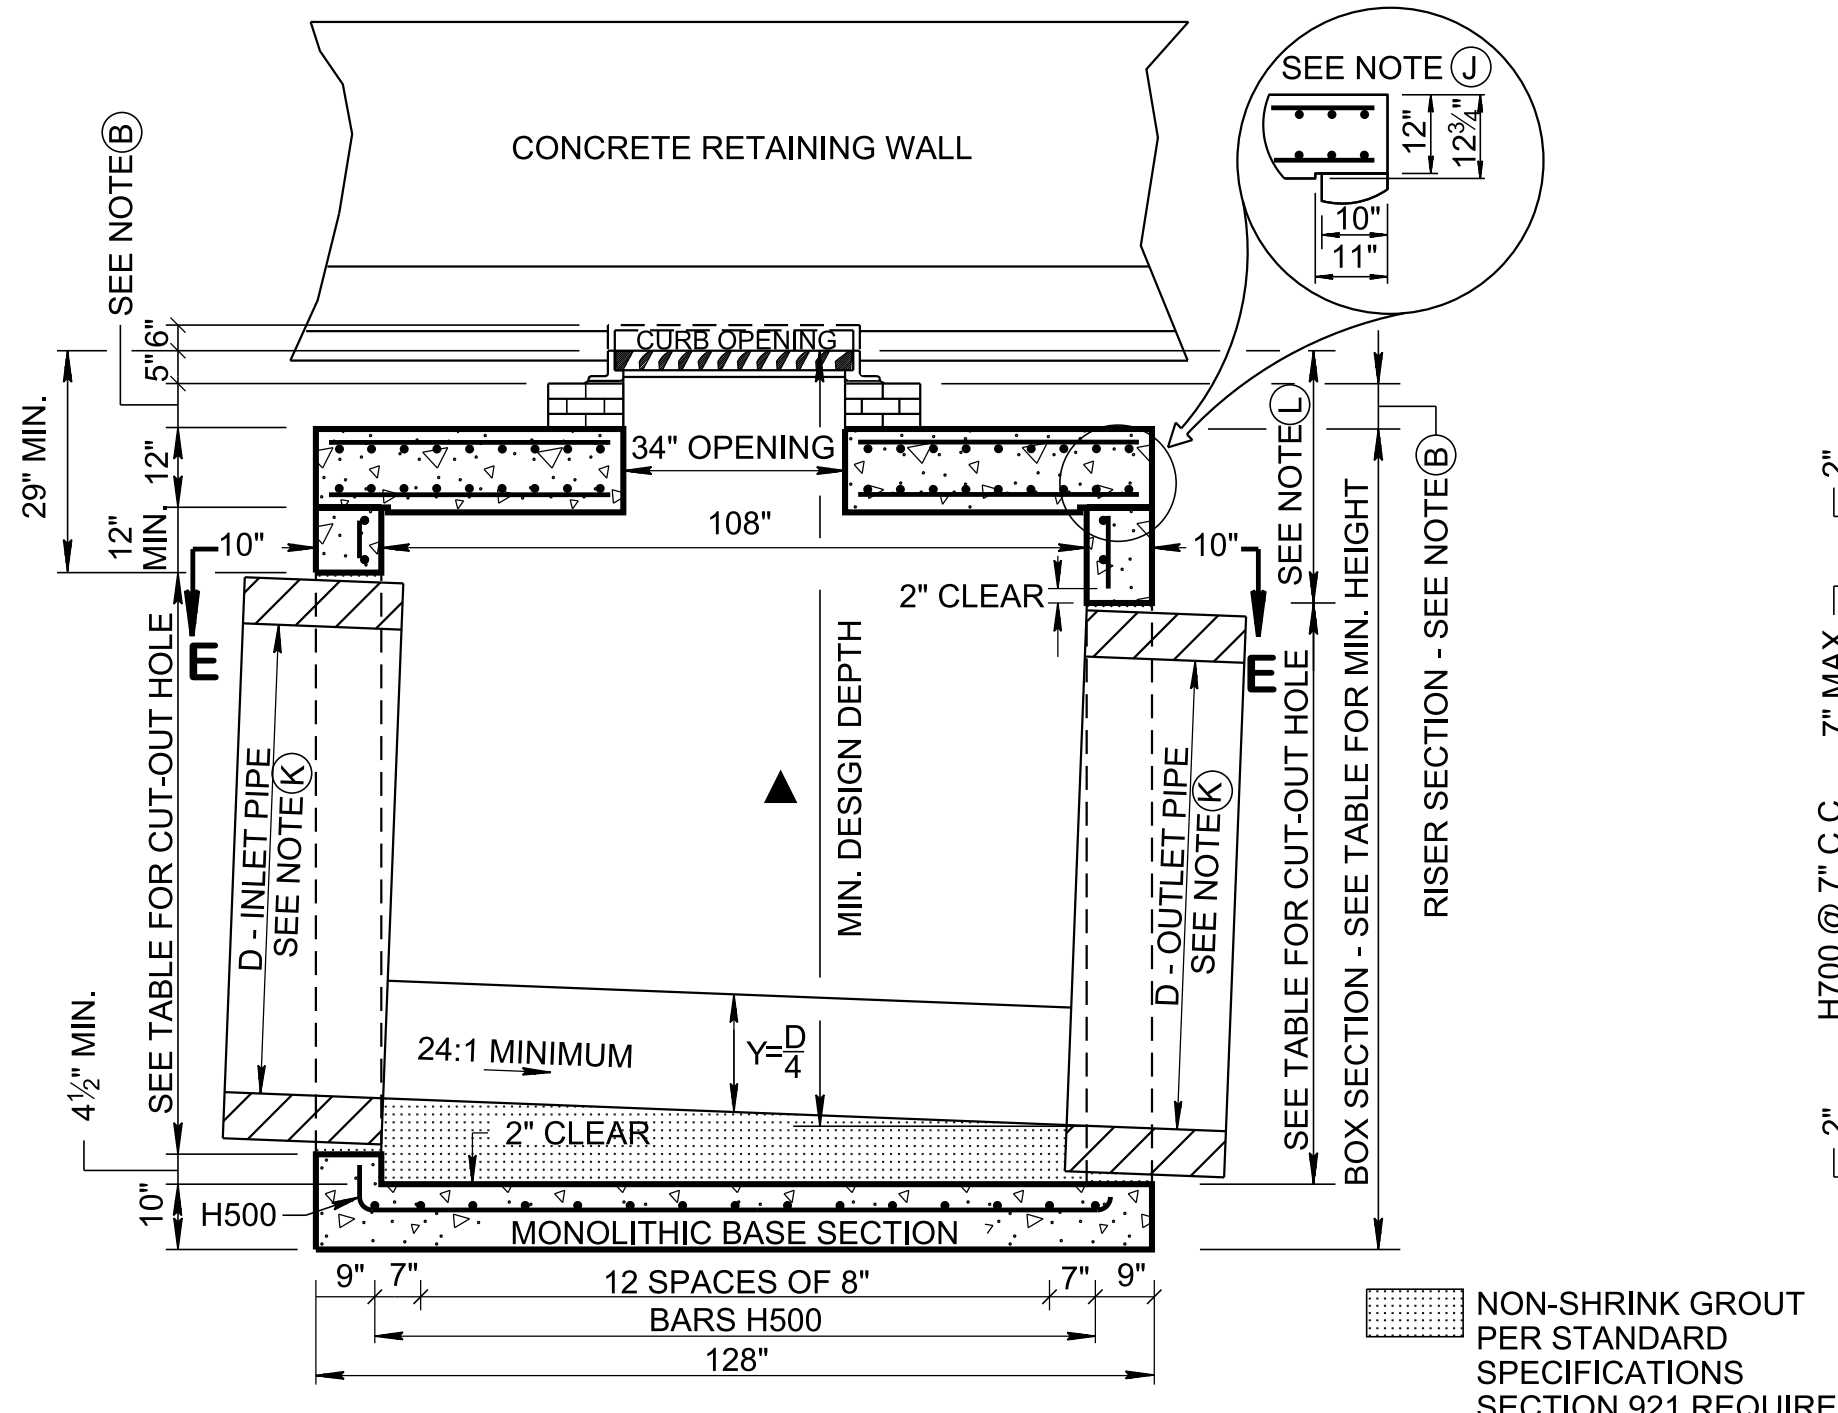 SEE NOTE J
12"
12¾"
10"
11"
CONCRETE RETAINING WALL
SEE NOTE B
6"
5"
CURB OPENING
29" MIN.
12"
12"
MIN.
34" OPENING
108"
10"
10"
2" CLEAR
E
E
SEE NOTE L
SEE TABLE FOR CUT-OUT HOLE
D - INLET PIPE
SEE NOTE K
MIN. DESIGN DEPTH
D - OUTLET PIPE
SEE NOTE K
SEE TABLE FOR CUT-OUT HOLE
BOX SECTION - SEE TABLE FOR MIN. HEIGHT
RISER SECTION - SEE NOTE B
2"
7" MAX
H700 @ 7" C.C.
2"
24:1 MINIMUM
Y=D/4
2" CLEAR
4½" MIN.
10"
H500
MONOLITHIC BASE SECTION
9"
7"
12 SPACES OF 8"
7"
9"
BARS H500
128"
NON-SHRINK GROUT
PER STANDARD
SPECIFICATIONS
SECTION 921 REQUIRE